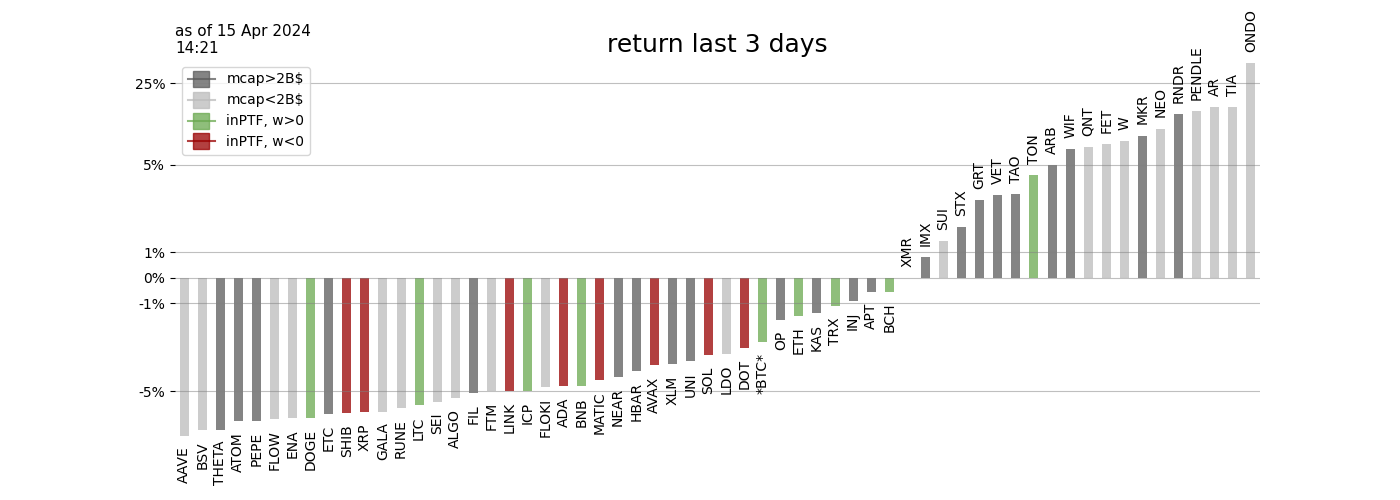 as of 15 Apr 2024
14:21
return last 3 days
mcap>2B$
mcap<2B$
inPTF, w>0
inPTF, w<0
25%
5%
1%
0%
-1%
-5%
AAVE
BSV
THETA
ATOM
PEPE
FLOW
ENA
DOGE
ETC
SHIB
XRP
GALA
RUNE
LTC
SEI
ALGO
FIL
FTM
LINK
ICP
FLOKI
ADA
BNB
MATIC
NEAR
HBAR
AVAX
XLM
UNI
SOL
LDO
DOT
*BTC*
OP
ETH
KAS
TRX
INJ
APT
BCH
XMR
IMX
SUI
STX
GRT
VET
TAO
TON
ARB
WIF
QNT
FET
W
MKR
NEO
RNDR
PENDLE
AR
TIA
ONDO